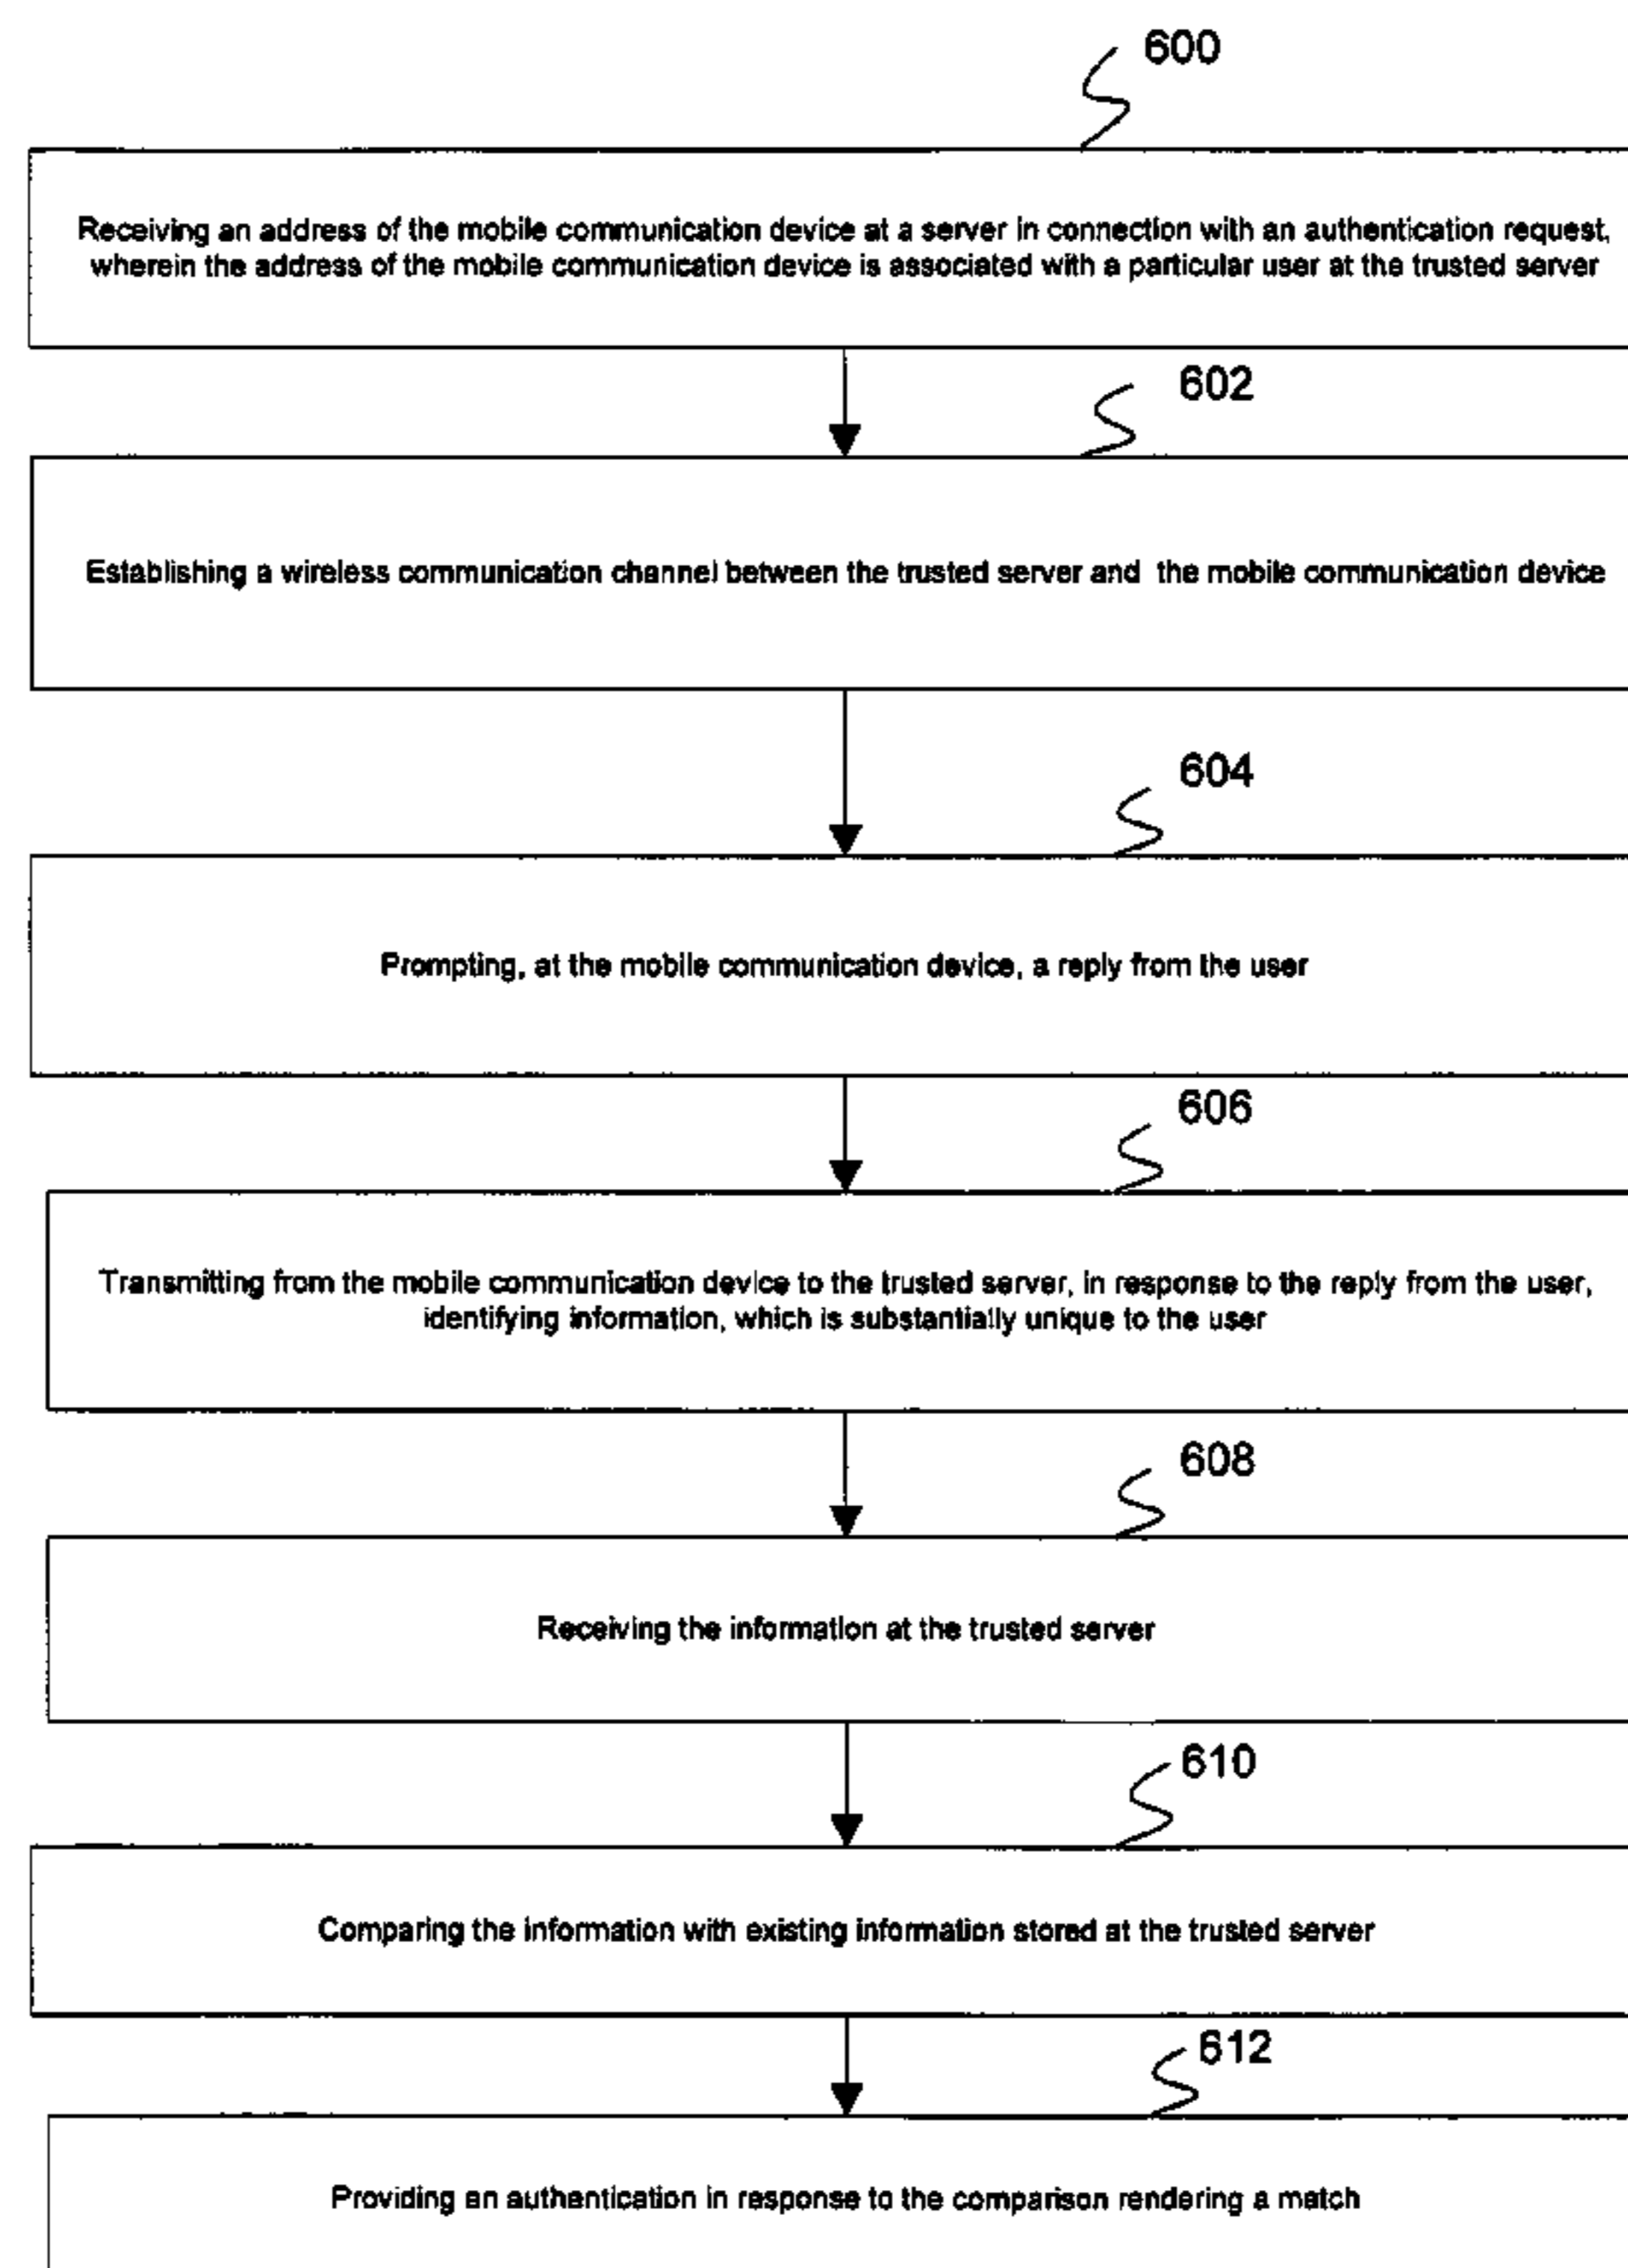 600
Receiving an address of the mobile communication device at a server in connection with an authentication request,
wherein the address of the mobile communication device is associated with a particular user at the trusted server
602
Establishing a wireless communication channel between the trusted server and the mobile communication device
604
Prompting, at the mobile communication device, a reply from the user
606
Transmitting from the mobile communication device to the trusted server, in response to the reply from the user,
identifying information, which is substantially unique to the user
608
Receiving the information at the trusted server
610
Comparing the information with existing information stored at the trusted server
612
Providing an authentication in response to the comparison rendering a match